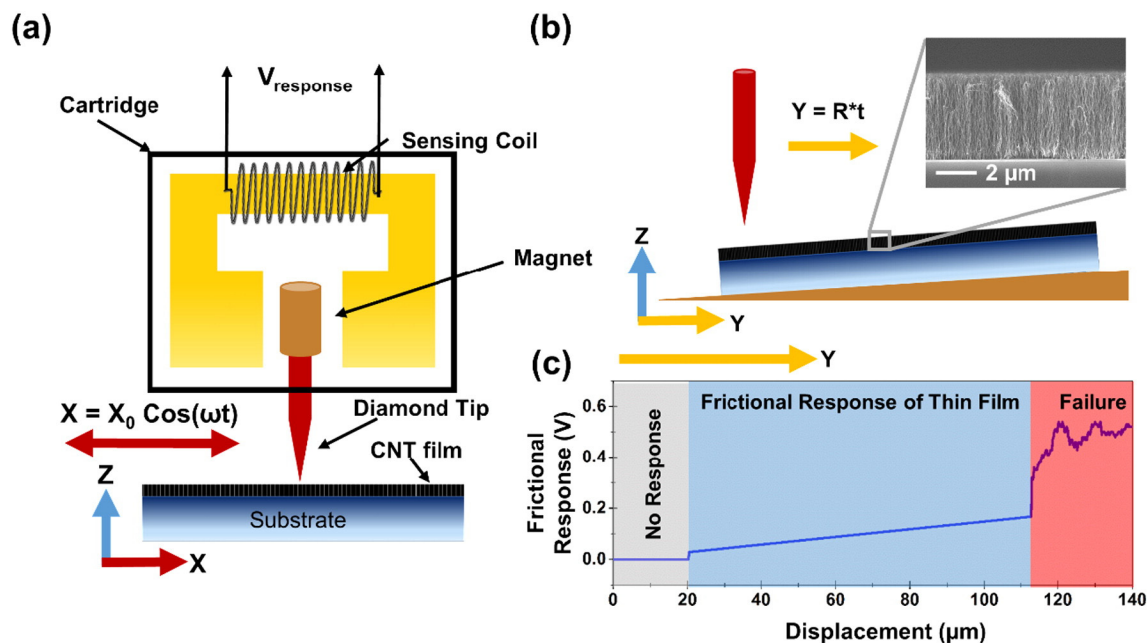 (a)
V_response
Cartridge
Sensing Coil
Magnet
X = X₀ Cos(ωt)
Diamond Tip
CNT film
Z
Substrate
X
(b)
Y = R*t
2 µm
Z
Y
Y
(c)
Frictional Response (V)
0.6
0.4
0.2
0.0
No Response
Frictional Response of Thin Film
Failure
0 20 40 60 80 100 120 140
Displacement (µm)